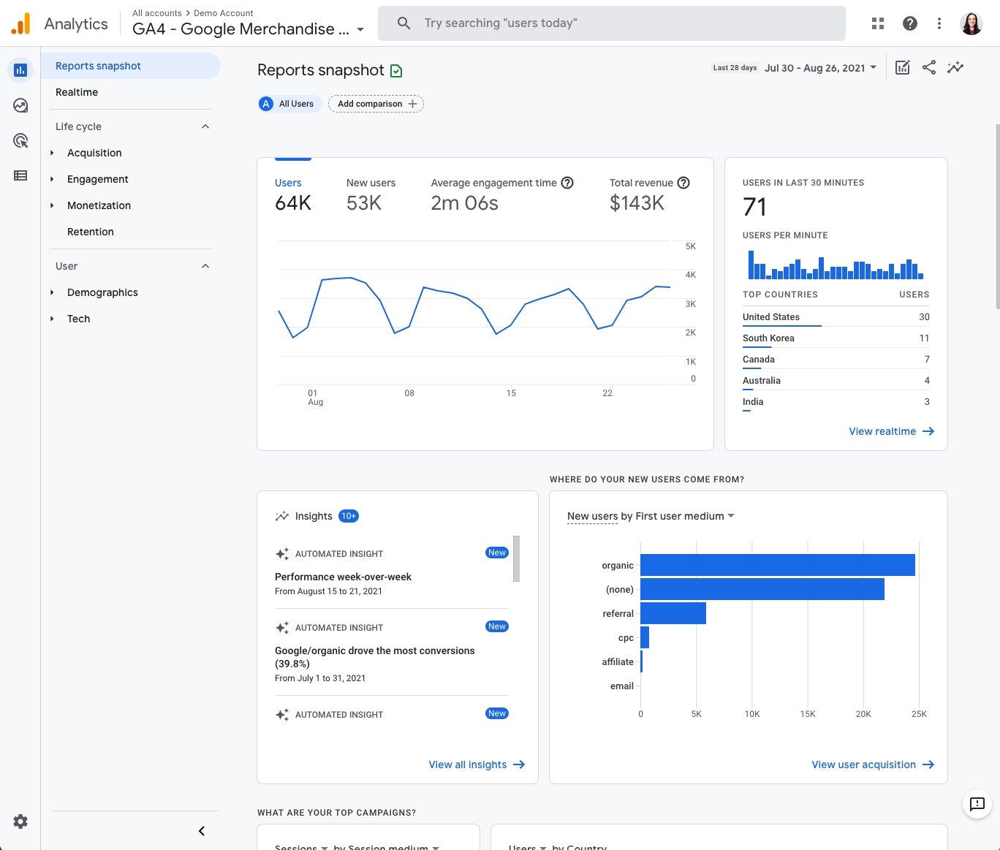 Analytics
All accounts > Demo Account
GA4 - Google Merchandise ...
Try searching "users today"
Reports snapshot
Realtime
Life cycle
Acquisition
Engagement
Monetization
Retention
User
Demographics
Tech
Reports snapshot
Last 28 days Jul 30 - Aug 26, 2021
A All Users
Add comparison +
Users
64K
New users
53K
Average engagement time
2m 06s
Total revenue
$143K
5K
4K
3K
2K
1K
0
01
Aug
08
15
22
USERS IN LAST 30 MINUTES
71
USERS PER MINUTE
TOP COUNTRIES USERS
United States 30
South Korea 11
Canada 7
Australia 4
India 3
View realtime
Insights 10+
AUTOMATED INSIGHT New
Performance week-over-week
From August 15 to 21, 2021
AUTOMATED INSIGHT New
Google/organic drove the most conversions
(39.8%)
From July 1 to 31, 2021
AUTOMATED INSIGHT New
View all insights
WHERE DO YOUR NEW USERS COME FROM?
New users by First user medium
organic
(none)
referral
cpc
affiliate
email
0 5K 10K 15K 20K 25K
View user acquisition
WHAT ARE YOUR TOP CAMPAIGNS?
Sessions by Session medium
Users by Country